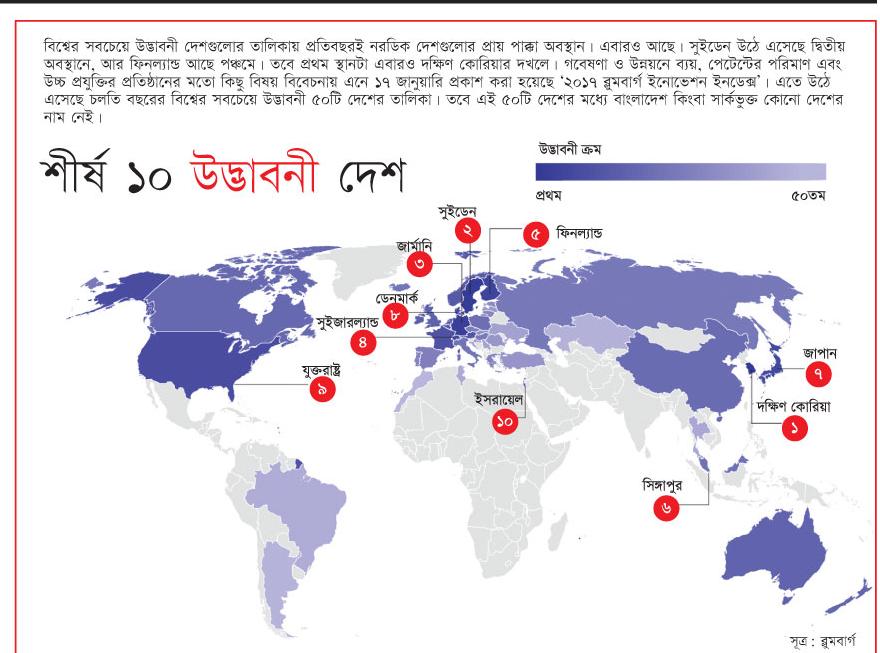 বিশ্বের সবচেয়ে উদ্ভাবনী দেশগুলোর তালিকায় প্রতিবছরই নরডিক দেশগুলোর প্রায় পাক্কা অবস্থান। এবারও আছে। সুইডেন উঠে এসেছে দ্বিতীয়
অবস্থানে, আর ফিনল্যান্ড আছে পঞ্চমে। তবে প্রথম স্থানটা এবারও দক্ষিণ কোরিয়ার দখলে। গবেষণা ও উন্নয়নে ব্যয়, পেটেন্টের পরিমাণ এবং
উচ্চ প্রযুক্তির প্রতিষ্ঠানের মতো কিছু বিষয় বিবেচনায় এনে ১৭ জানুয়ারি প্রকাশ করা হয়েছে ‘২০১৭ ব্লুমবার্গ ইনোভেশন ইনডেক্স’। এতে উঠে
এসেছে চলতি বছরের বিশ্বের সবচেয়ে উদ্ভাবনী ৫০টি দেশের তালিকা। তবে এই ৫০টি দেশের মধ্যে বাংলাদেশ কিংবা সার্কভুক্ত কোনো দেশের
নাম নেই।
শীর্ষ ১০ উদ্ভাবনী দেশ
উদ্ভাবনী ক্রম
প্রথম ৫০তম
সুইডেন
২
৫ ফিনল্যান্ড
জার্মানি
৩
ডেনমার্ক
৮
সুইজারল্যান্ড
৪
যুক্তরাষ্ট্র
৯
ইসরায়েল
১০
জাপান
৭
দক্ষিণ কোরিয়া
১
সিঙ্গাপুর
৬
সূত্র : ব্লুমবার্গ